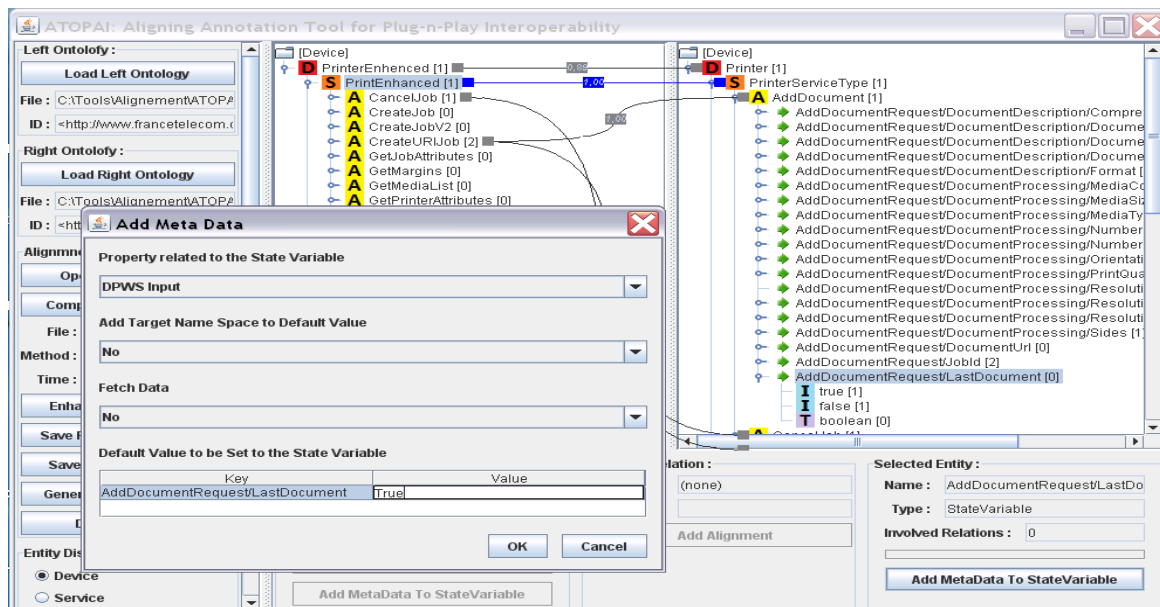 ATOPAI: Aligning Annotation Tool for Plug-n-Play Interoperability
Left Ontolofy :
Load Left Ontology
File : C:\Tools\Alignement\ATOPA
ID : <http://www.francetelecom.c
Right Ontolofy :
Load Right Ontology
File : C:\Tools\Alignement\ATOPA
ID : <htt
Alignmne
Ope
Comp
File :
Method :
Time :
Enha
Save F
Save
Gener
Entity Dis
Device
Service
[Device]
D PrinterEnhenced [1]
S PrintEnhanced [1]
A CancelJob [1]
A CreateJob [0]
A CreateJobV2 [0]
A CreateURIJob [2]
A GetJobAttributes [0]
A GetMargins [0]
A GetMediaList [0]
A GetPrinterAttributes [0]
1,00
1,00
[Device]
D Printer [1]
S PrinterServiceType [1]
A AddDocument [1]
AddDocumentRequest/DocumentDescription/Compre
AddDocumentRequest/DocumentDescription/Docume
AddDocumentRequest/DocumentDescription/Docume
AddDocumentRequest/DocumentDescription/Docume
AddDocumentRequest/DocumentDescription/Format [
AddDocumentRequest/DocumentProcessing/MediaCo
AddDocumentRequest/DocumentProcessing/MediaSiz
AddDocumentRequest/DocumentProcessing/MediaTy
AddDocumentRequest/DocumentProcessing/Number
AddDocumentRequest/DocumentProcessing/Number
AddDocumentRequest/DocumentProcessing/Orientati
AddDocumentRequest/DocumentProcessing/PrintQua
AddDocumentRequest/DocumentProcessing/Resoluti
AddDocumentRequest/DocumentProcessing/Resoluti
AddDocumentRequest/DocumentProcessing/Resoluti
AddDocumentRequest/DocumentProcessing/Sides [1]
AddDocumentRequest/DocumentUrl [0]
AddDocumentRequest/JobId [2]
AddDocumentRequest/LastDocument [0]
I true [1]
I false [1]
T boolean [0]
Add Meta Data
Property related to the State Variable
DPWS Input
Add Target Name Space to Default Value
No
Fetch Data
No
Default Value to be Set to the State Variable
Key Value
AddDocumentRequest/LastDocument True
OK Cancel
Add MetaData To StateVariable
lation :
(none)
Add Alignment
Selected Entity :
Name : AddDocumentRequest/LastDo
Type : StateVariable
Involved Relations : 0
Add MetaData To StateVariable